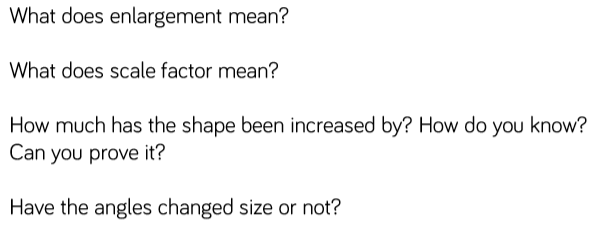 What does enlargement mean?
What does scale factor mean?
How much has the shape been increased by? How do you know?
Can you prove it?
Have the angles changed size or not?